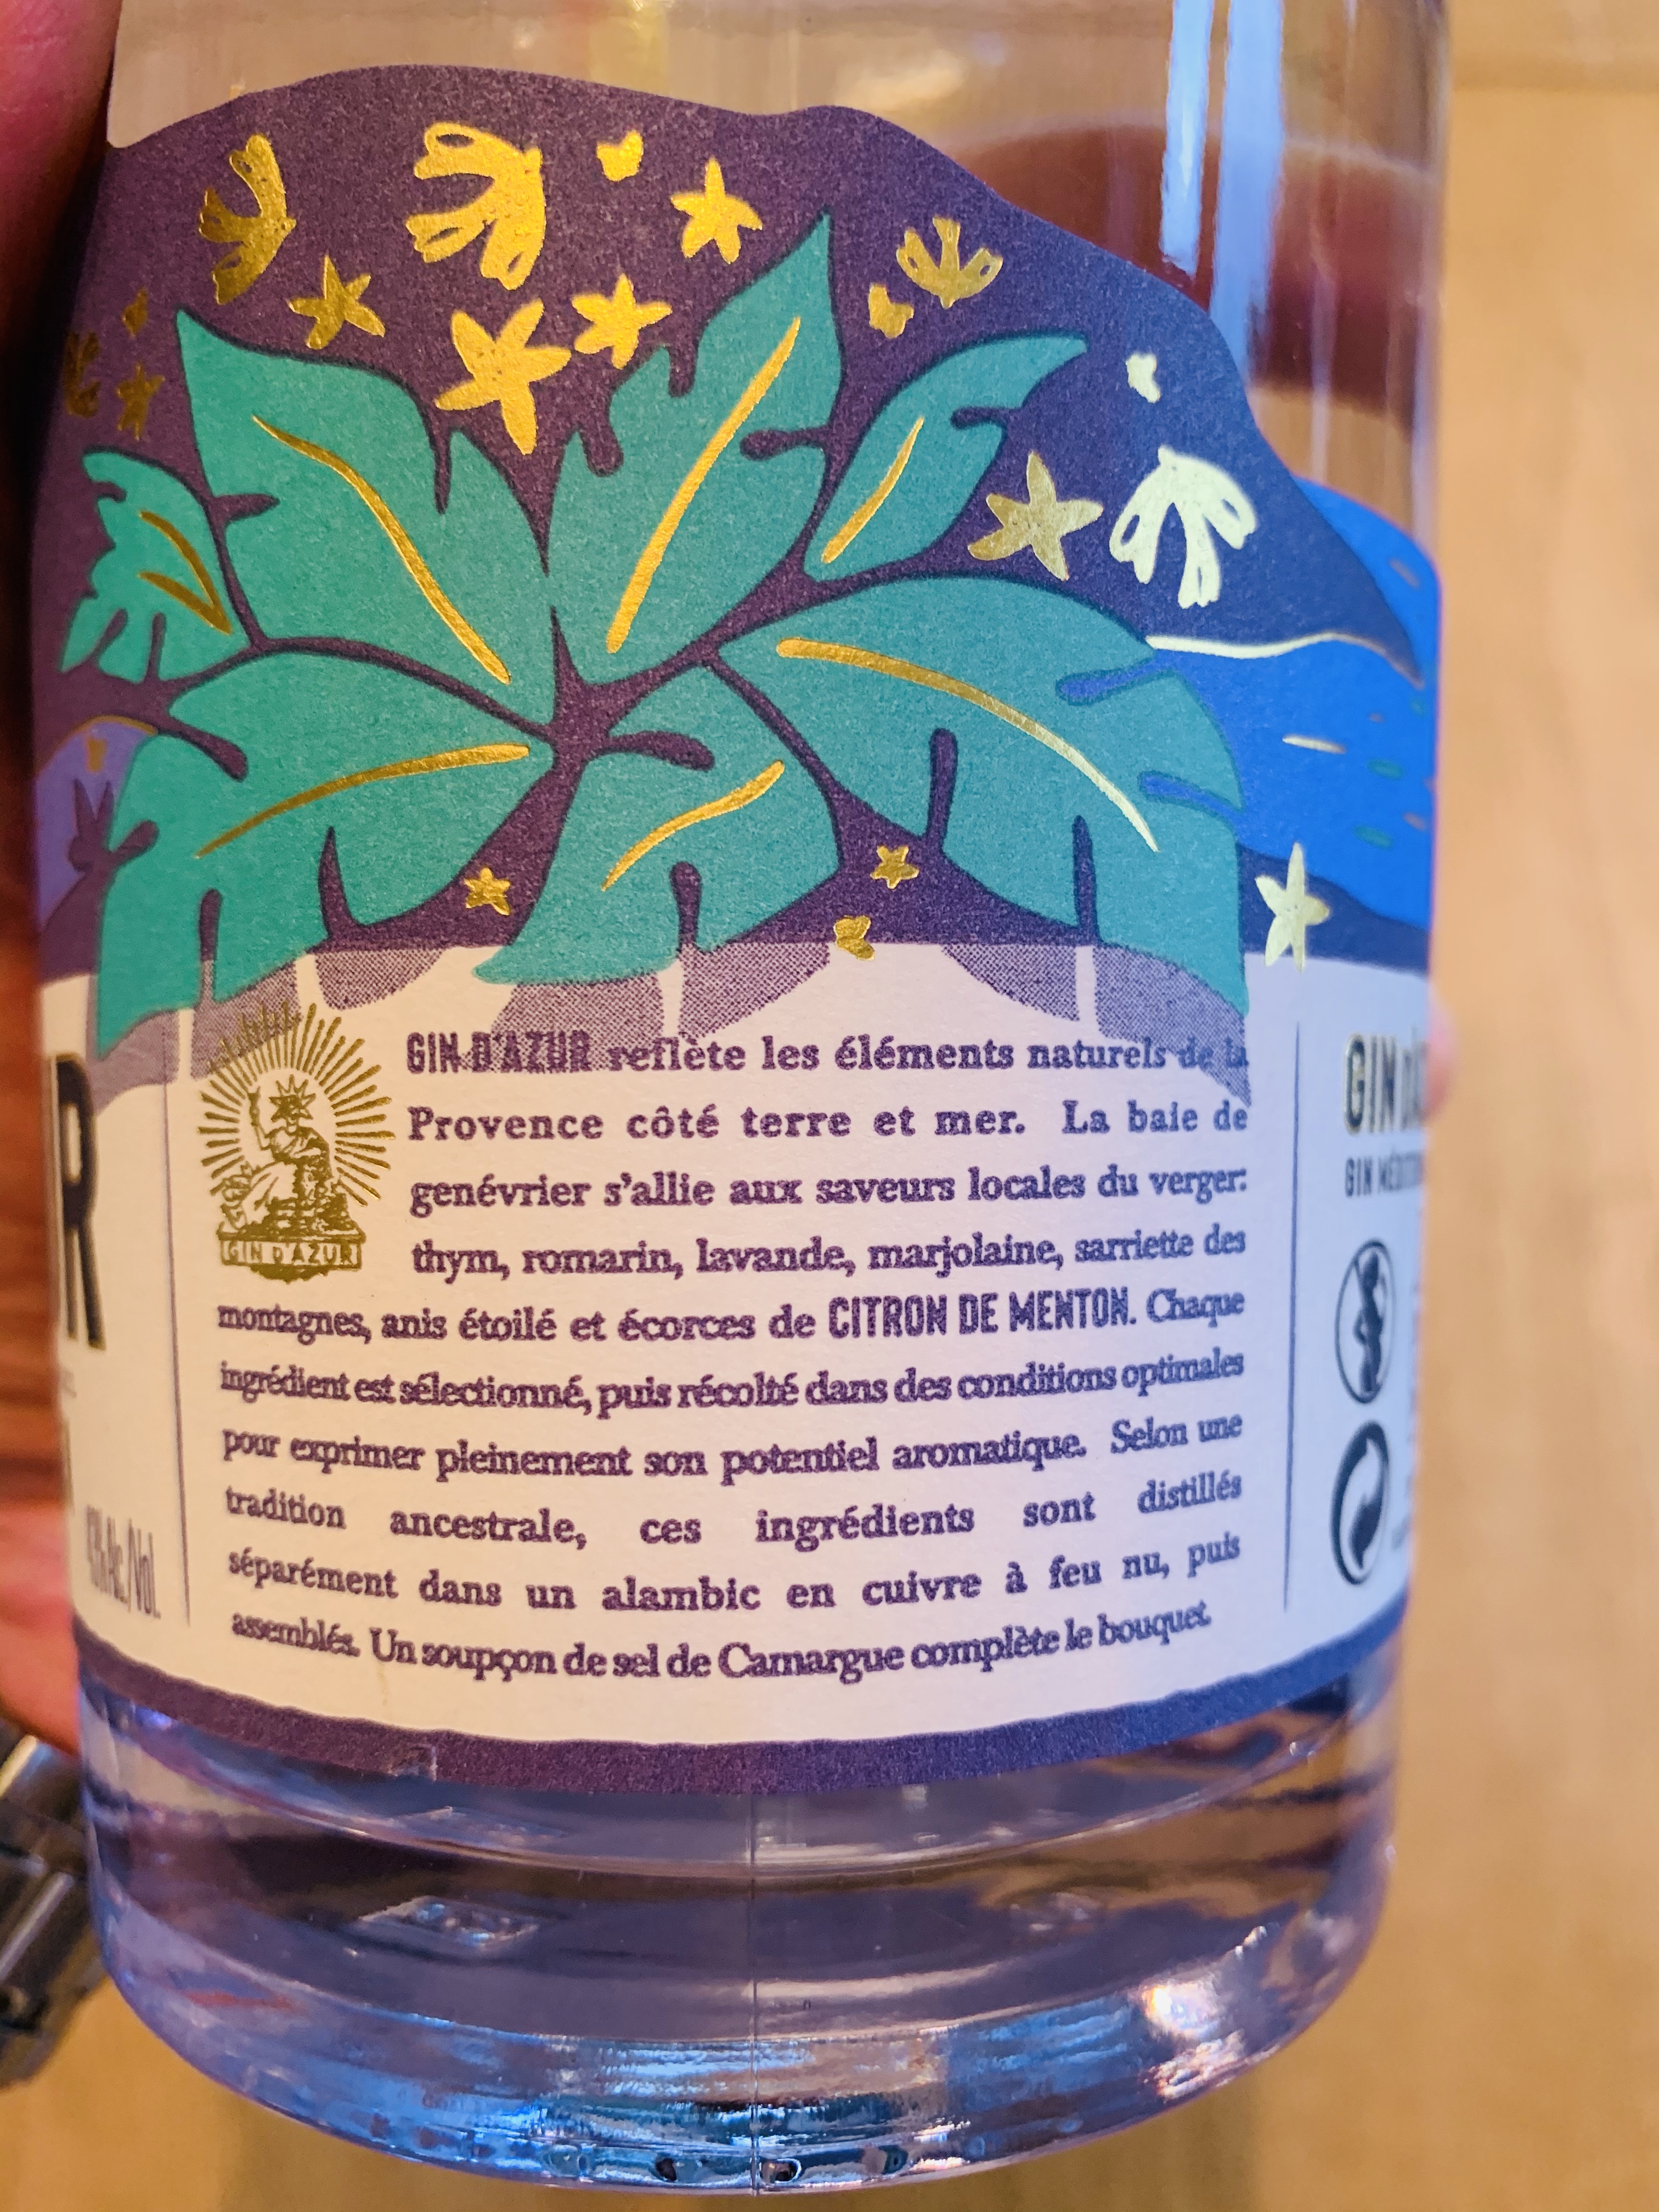 GIN D'AZUR reflète les éléments naturels de la
Provence côté terre et mer. La baie de
genévrier s'allie aux saveurs locales du verger:
thym, romarin, lavande, marjolaine, sarriette des
montagnes, anis étoilé et écorces de CITRON DE MENTON. Chaque
ingrédient est sélectionné, puis récolté dans des conditions optimales
pour exprimer pleinement son potentiel aromatique. Selon une
tradition ancestrale, ces ingrédients sont distillés
séparément dans un alambic en cuivre à feu nu, puis
assemblés. Un soupçon de sel de Camargue complète le bouquet.
GIN D'AZUR
R
Vol.
GIN
GIN